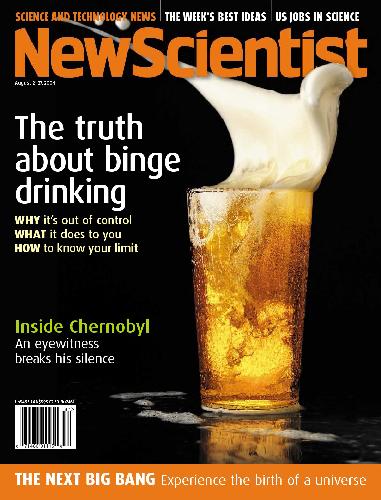 SCIENCE AND TECHNOLOGY NEWS | THE WEEK'S BEST IDEAS | US JOBS IN SCIENCE
NewScientist
The truth
about binge
drinking
WHY it's out of control
WHAT it does to you
HOW to know your limit
Inside Chernobyl
An eyewitness
breaks his silence
THE NEXT BIG BANG Experience the birth of a universe